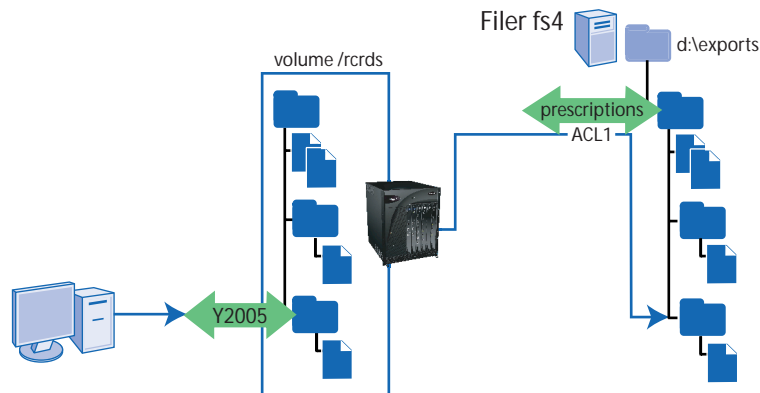 Filer fs4
d:\exports
volume /rcrds
prescriptions
ACL1
Y2005